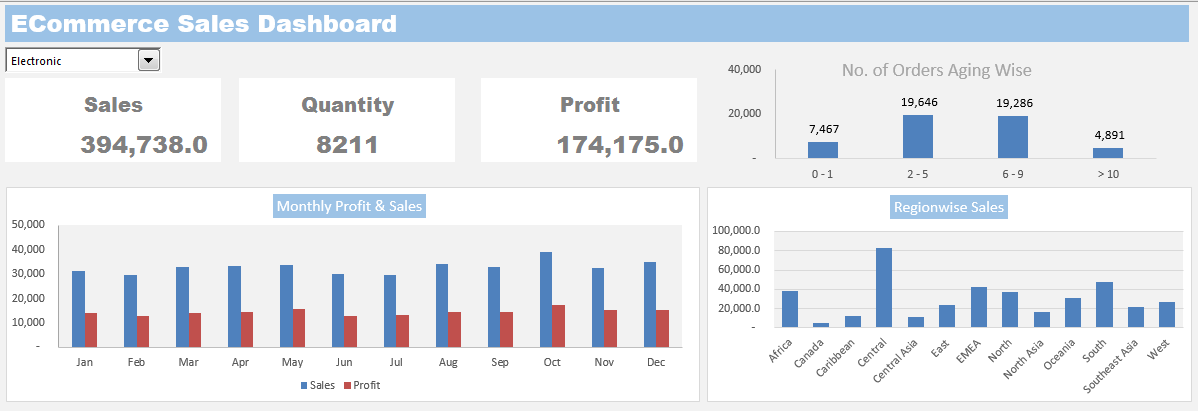 ECommerce Sales Dashboard
Electronic
Sales
394,738.0
Quantity
8211
Profit
174,175.0
No. of Orders Aging Wise
40,000
20,000
-
7,467
19,646
19,286
4,891
0 - 1
2 - 5
6 - 9
> 10
Monthly Profit & Sales
50,000
40,000
30,000
20,000
10,000
-
Jan Feb Mar Apr May Jun Jul Aug Sep Oct Nov Dec
Sales Profit
Regionwise Sales
100,000.0
80,000.0
60,000.0
40,000.0
20,000.0
-
Africa
Canada
Caribbean
Central
Central Asia
East
EMEA
North
North Asia
Oceania
South
Southeast Asia
West